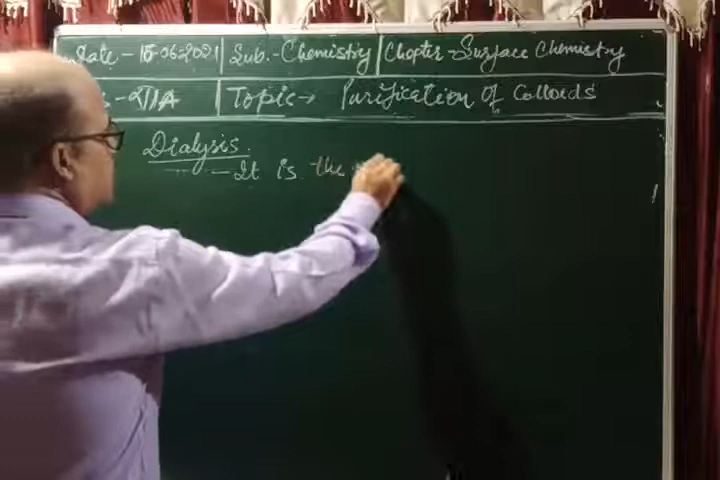 Date - 15-06-2021 Sub.- Chemistry Chapter - Surface Chemistry
XIIA Topic → Purification Of Colloids
Dialysis
- It is the